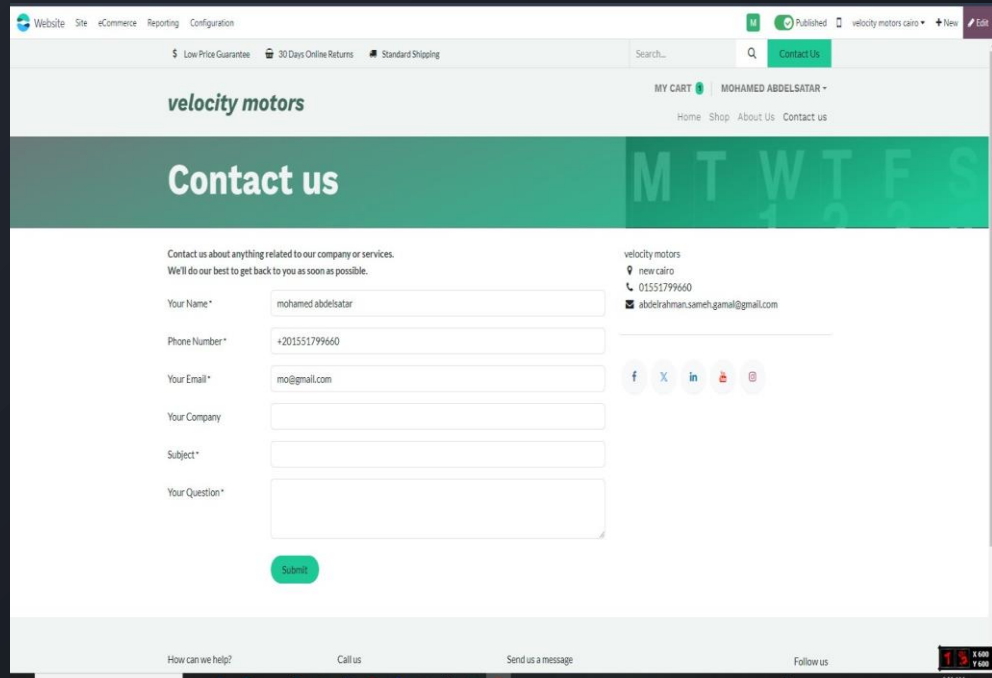 Website Site eCommerce Reporting Configuration
M Published velocity motors cairo + New Edit
$ Low Price Guarantee 30 Days Online Returns Standard Shipping
Search...
Contact Us
MY CART 1 MOHAMED ABDELSATAR
velocity motors
Home Shop About Us Contact us
Contact us
M T W T F S
1 2 3
Contact us about anything related to our company or services.
We'll do our best to get back to you as soon as possible.
Your Name *
mohamed abdelsatar
Phone Number *
+201551799660
Your Email *
mo@gmail.com
Your Company
Subject *
Your Question *
Submit
velocity motors
new cairo
01551799660
abdelrahman.sameh.gamal@gmail.com
How can we help? Call us Send us a message Follow us
15 X 600
Y 600